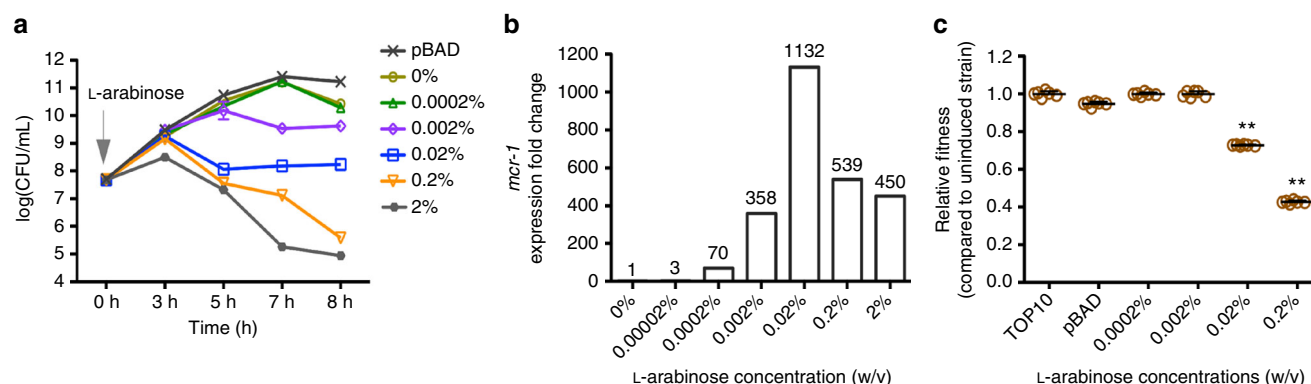 a
12
11
10
9
8
7
6
5
4
log(CFU/mL)
L-arabinose
0 h
3 h
5 h
7 h
8 h
Time (h)
pBAD
0%
0.0002%
0.002%
0.02%
0.2%
2%
b
1200
1000
800
600
400
200
0
mcr-1
expression fold change
1
3
70
358
1132
539
450
0%
0.00002%
0.0002%
0.002%
0.02%
0.2%
2%
L-arabinose concentration (w/v)
c
1.2
1.0
0.8
0.6
0.4
0.2
0.0
Relative fitness
(compared to uninduced strain)
**
**
TOP10
pBAD
0.0002%
0.002%
0.02%
0.2%
L-arabinose concentrations (w/v)